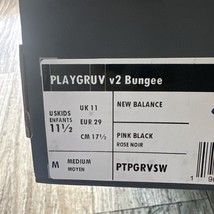 PLAYGRUV v2 Bungee
USKIDS
ENFANTS
11½
UK 11
EUR 29
CM 17½
NEW BALANCE
PINK BLACK
ROSE NOIR
M
MEDIUM
MOYEN
PTPGRVSW